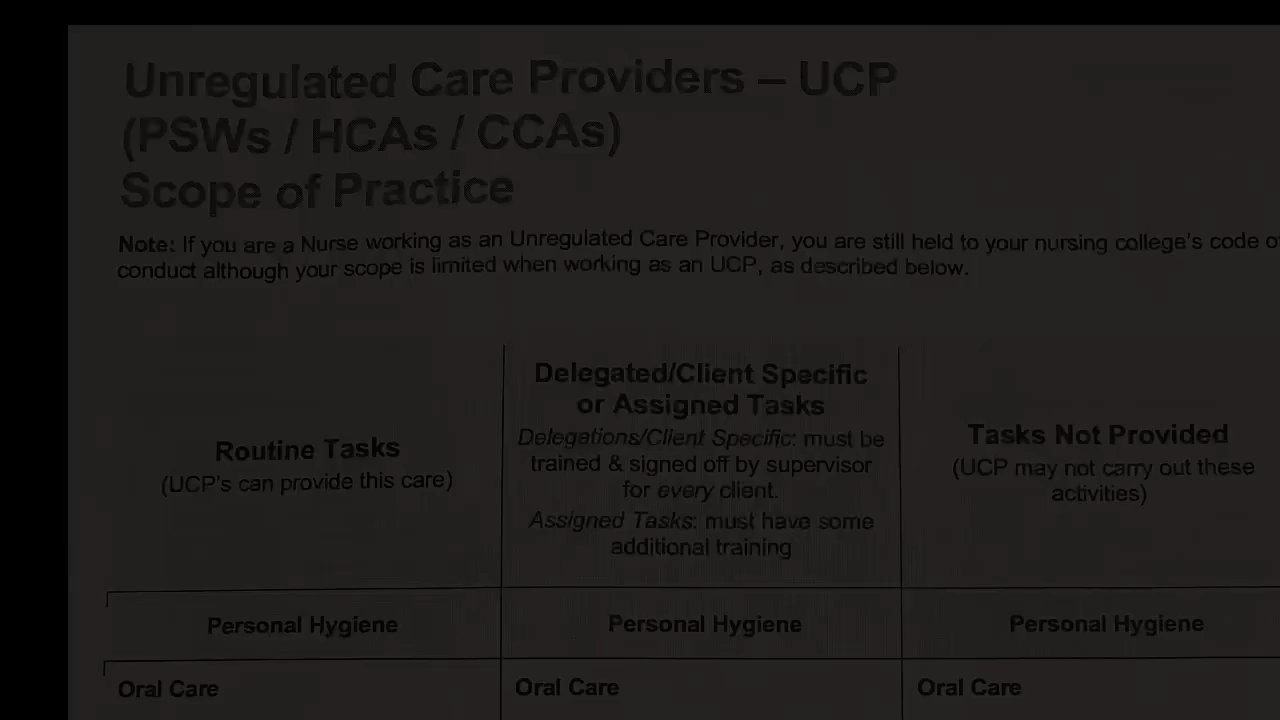 Unregulated Care Providers – UCP
(PSWs / HCAs / CCAs)
Scope of Practice
Note: If you are a Nurse working as an Unregulated Care Provider, you are still held to your nursing college's code
conduct although your scope is limited when working as an UCP, as described below.
Routine Tasks
(UCP's can provide this care)
Delegated/Client Specific
or Assigned Tasks
Delegations/Client Specific: must be
trained & signed off by supervisor
for every client.
Assigned Tasks: must have some
additional training
Tasks Not Provided
(UCP may not carry out these
activities)
Personal Hygiene
Personal Hygiene
Personal Hygiene
Oral Care
Oral Care
Oral Care